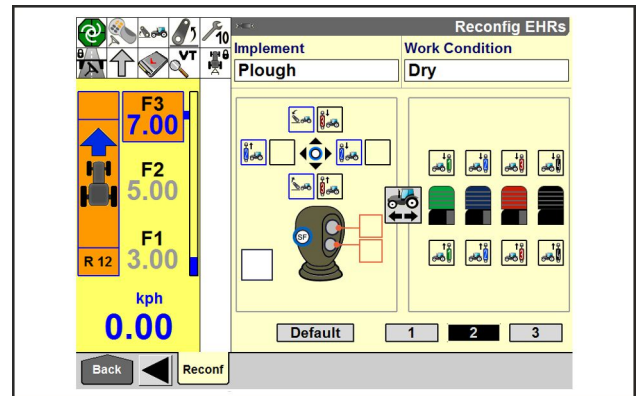 Reconfig EHRs
10
VT
Implement
Work Condition
Plough
Dry
F3
7.00
F2
5.00
F1
3.00
R 12
kph
0.00
SF
Default
1
2
3
Back
Reconf